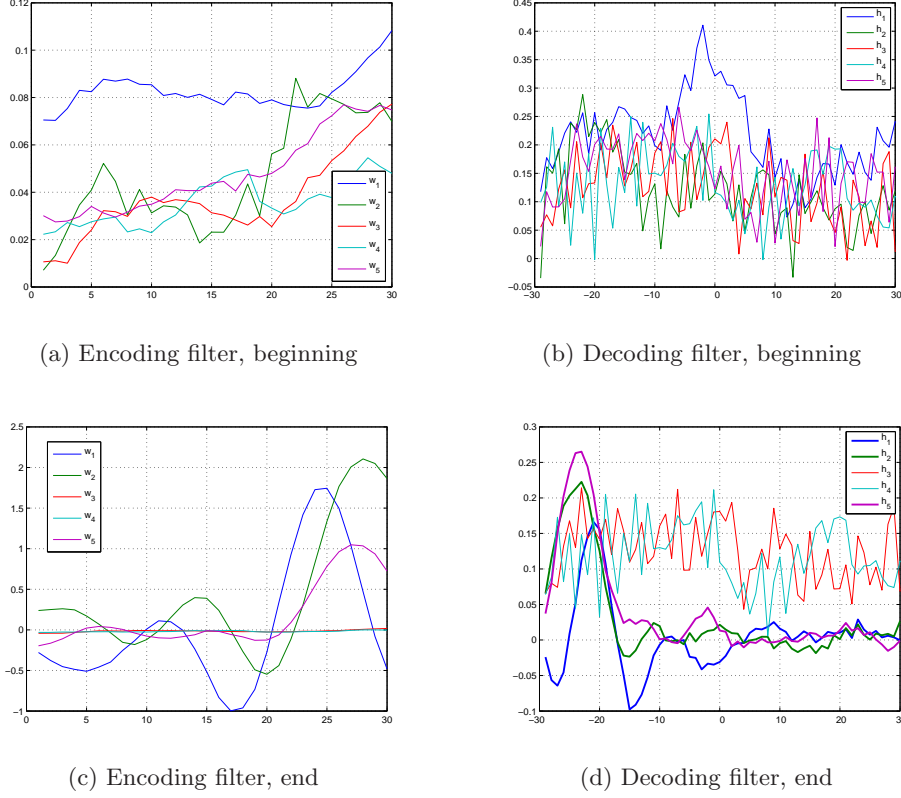 0.12
0.1
0.08
0.06
0.04
0.02
0
0 5 10 15 20 25 30
w1
w2
w3
w4
w5
(a) Encoding filter, beginning
0.45
0.4
0.35
0.3
0.25
0.2
0.15
0.1
0.05
0
−0.05
−30 −20 −10 0 10 20 30
h1
h2
h3
h4
h5
(b) Decoding filter, beginning
2.5
2
1.5
1
0.5
0
−0.5
−1
0 5 10 15 20 25 30
w1
w2
w3
w4
w5
(c) Encoding filter, end
0.3
0.25
0.2
0.15
0.1
0.05
0
−0.05
−0.1
−30 −20 −10 0 10 20 30
h1
h2
h3
h4
h5
(d) Decoding filter, end